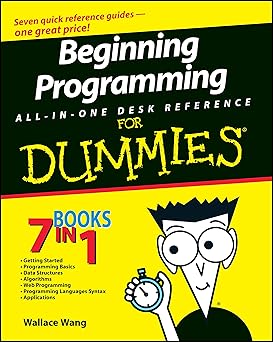 Seven quick reference guides —
one great price!
Beginning
Programming
ALL-IN-ONE DESK REFERENCE
FOR
DUMMIES®
7 BOOKS
IN 1
• Getting Started
• Programming Basics
• Data Structures
• Algorithms
• Web Programming
• Programming Languages Syntax
• Applications
Wallace Wang